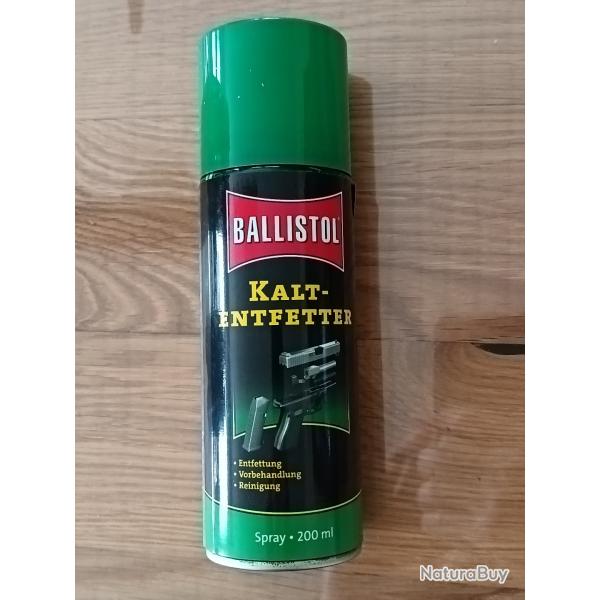 BALLISTOL®
KALT-
ENTFETTER
• Entfettung
• Vorbehandlung
• Reinigung
Spray • 200 ml
NaturaBuy